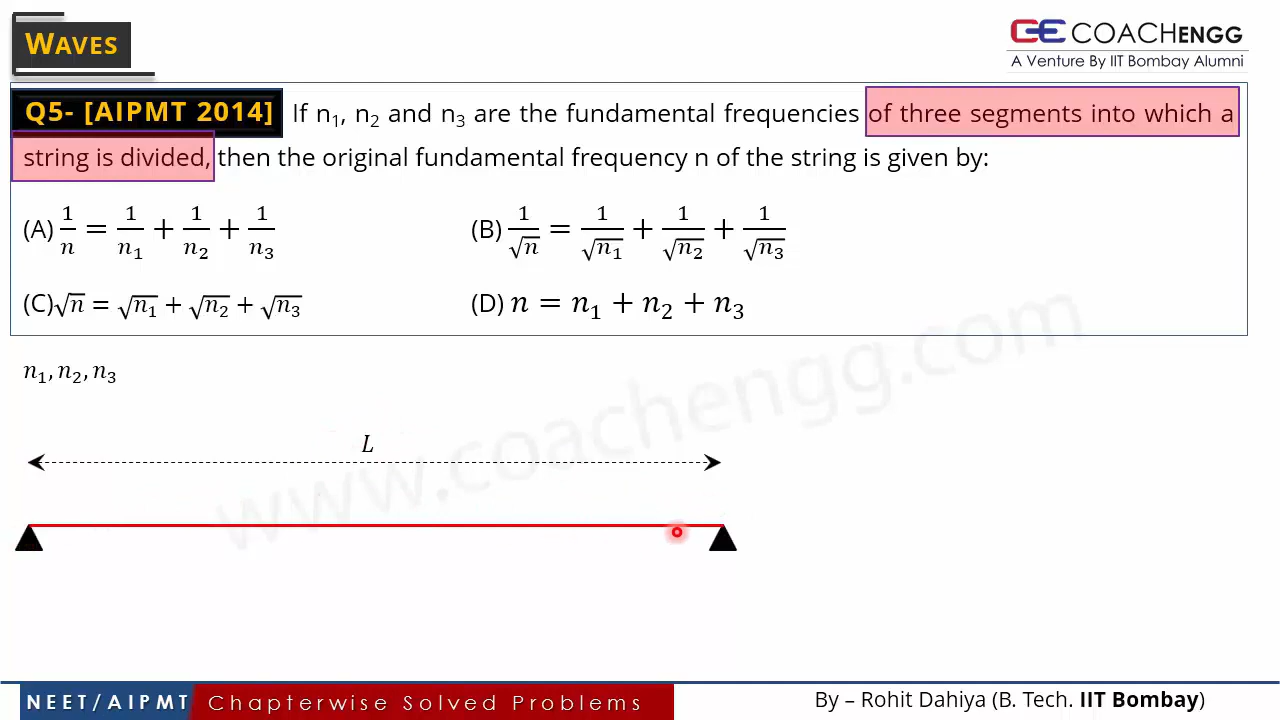 WAVES
COACHENGG
A Venture By IIT Bombay Alumni
Q5- [AIPMT 2014] If n₁, n₂ and n₃ are the fundamental frequencies of three segments into which a
string is divided, then the original fundamental frequency n of the string is given by:
(A) 1/n = 1/n₁ + 1/n₂ + 1/n₃ (B) 1/√n = 1/√n₁ + 1/√n₂ + 1/√n₃
(C) √n = √n₁ + √n₂ + √n₃ (D) n = n₁ + n₂ + n₃
n₁, n₂, n₃
L
www.coachengg.com
NEET/AIPMT Chapterwise Solved Problems
By – Rohit Dahiya (B. Tech. IIT Bombay)